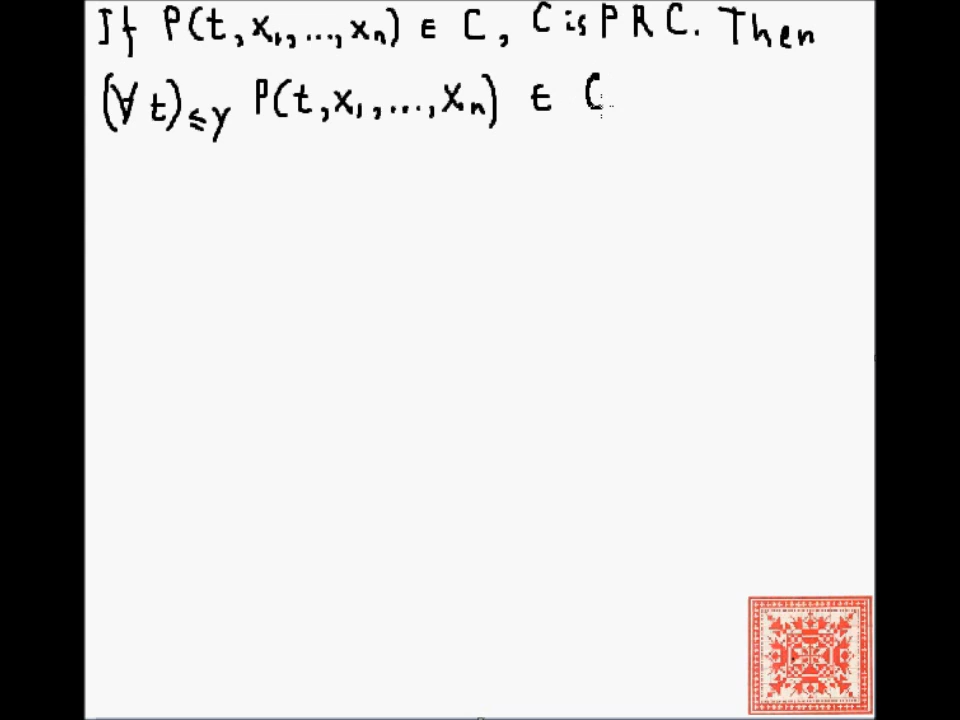 If P(t, x₁, ..., xₙ) ∈ C, C is PRC. Then
(∀t)≤y P(t, x₁, ..., xₙ) ∈ C